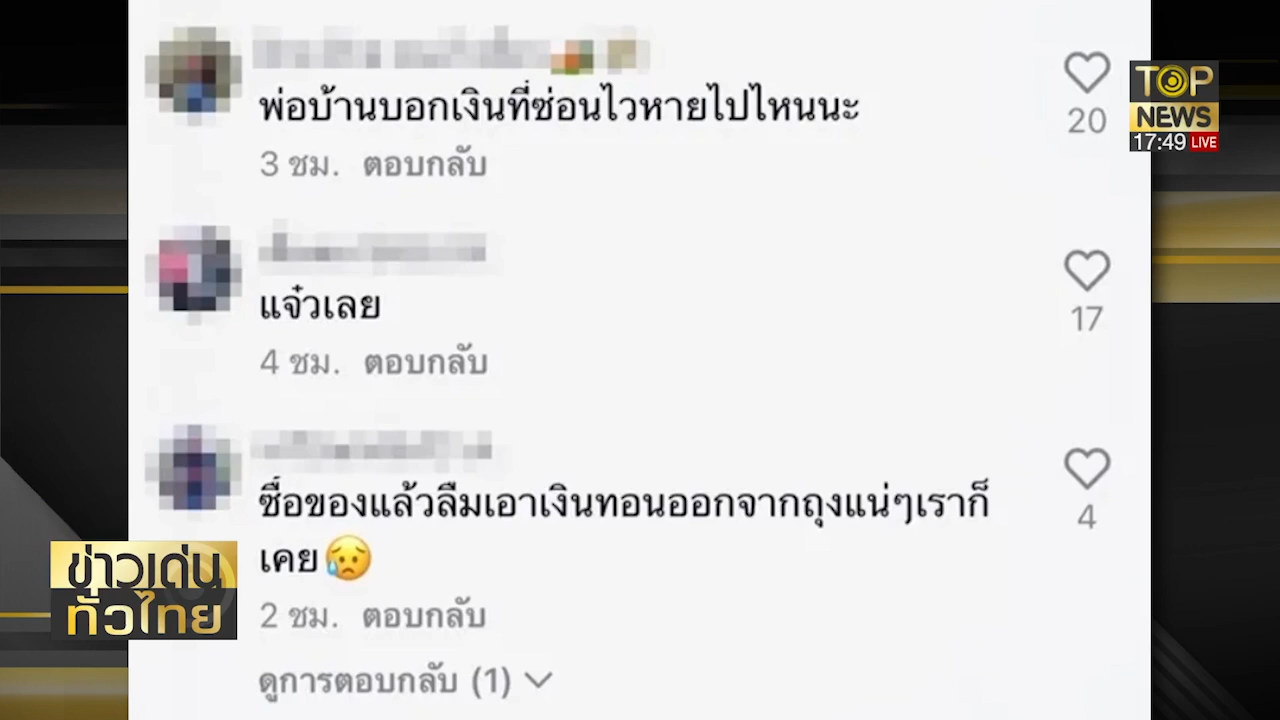 พ่อบ้านบอกเงินที่ซ่อนไวหายไปไหนนะ
20
3 ชม. ตอบกลับ
TOP
NEWS
17:49 LIVE
แจ๋วเลย
17
4 ชม. ตอบกลับ
ซื้อของแล้วลืมเอาเงินทอนออกจากถุงแน่ๆเราก็
เคย😥
4
2 ชม. ตอบกลับ
ดูการตอบกลับ (1)
ข่าวเด่น
ทั่วไทย